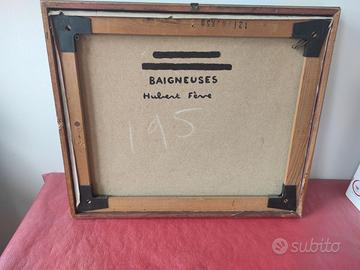 BAIGNEUSES
Hubert Fève
195
subito